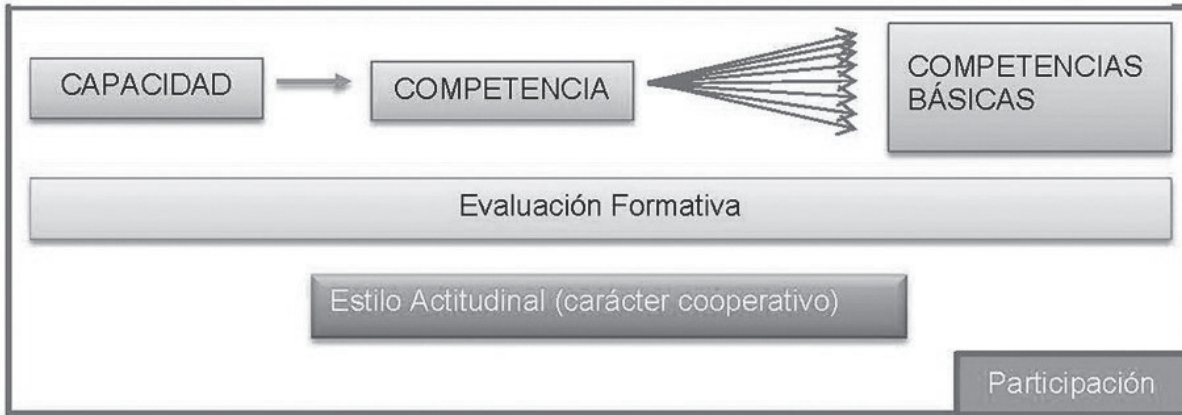 CAPACIDAD
COMPETENCIA
COMPETENCIAS
BÁSICAS
Evaluación Formativa
Estilo Actitudinal (carácter cooperativo)
Participación